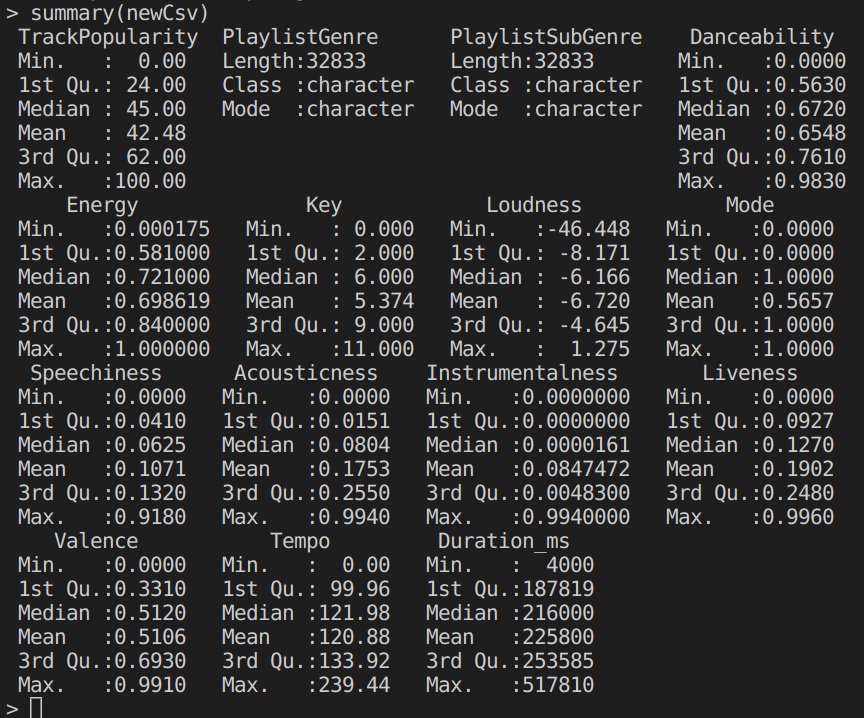 > summary(newCsv)
 TrackPopularity  PlaylistGenre      PlaylistSubGenre    Danceability
 Min.   :  0.00   Length:32833       Length:32833       Min.   :0.0000
 1st Qu.: 24.00   Class :character   Class :character   1st Qu.:0.5630
 Median : 45.00   Mode  :character   Mode  :character   Median :0.6720
 Mean   : 42.48                                         Mean   :0.6548
 3rd Qu.: 62.00                                         3rd Qu.:0.7610
 Max.   :100.00                                         Max.   :0.9830
     Energy              Key            Loudness            Mode
 Min.   :0.000175   Min.   : 0.000   Min.   :-46.448   Min.   :0.0000
 1st Qu.:0.581000   1st Qu.: 2.000   1st Qu.: -8.171   1st Qu.:0.0000
 Median :0.721000   Median : 6.000   Median : -6.166   Median :1.0000
 Mean   :0.698619   Mean   : 5.374   Mean   : -6.720   Mean   :0.5657
 3rd Qu.:0.840000   3rd Qu.: 9.000   3rd Qu.: -4.645   3rd Qu.:1.0000
 Max.   :1.000000   Max.   :11.000   Max.   :  1.275   Max.   :1.0000
  Speechiness      Acousticness    Instrumentalness       Liveness
 Min.   :0.0000   Min.   :0.0000   Min.   :0.0000000   Min.   :0.0000
 1st Qu.:0.0410   1st Qu.:0.0151   1st Qu.:0.0000000   1st Qu.:0.0927
 Median :0.0625   Median :0.0804   Median :0.0000161   Median :0.1270
 Mean   :0.1071   Mean   :0.1753   Mean   :0.0847472   Mean   :0.1902
 3rd Qu.:0.1320   3rd Qu.:0.2550   3rd Qu.:0.0048300   3rd Qu.:0.2480
 Max.   :0.9180   Max.   :0.9940   Max.   :0.9940000   Max.   :0.9960
    Valence           Tempo         Duration_ms
 Min.   :0.0000   Min.   :  0.00   Min.   :  4000
 1st Qu.:0.3310   1st Qu.: 99.96   1st Qu.:187819
 Median :0.5120   Median :121.98   Median :216000
 Mean   :0.5106   Mean   :120.88   Mean   :225800
 3rd Qu.:0.6930   3rd Qu.:133.92   3rd Qu.:253585
 Max.   :0.9910   Max.   :239.44   Max.   :517810
>